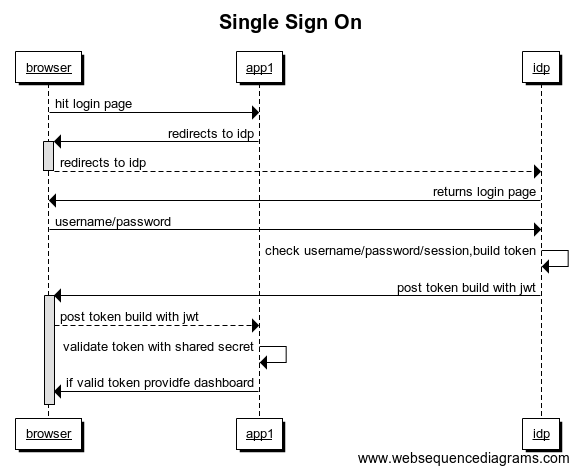 Single Sign On
browser app1 idp
hit login page
redirects to idp
redirects to idp
returns login page
username/password
check username/password/session,build token
post token build with jwt
post token build with jwt
validate token with shared secret
if valid token providfe dashboard
browser app1 idp
www.websequencediagrams.com